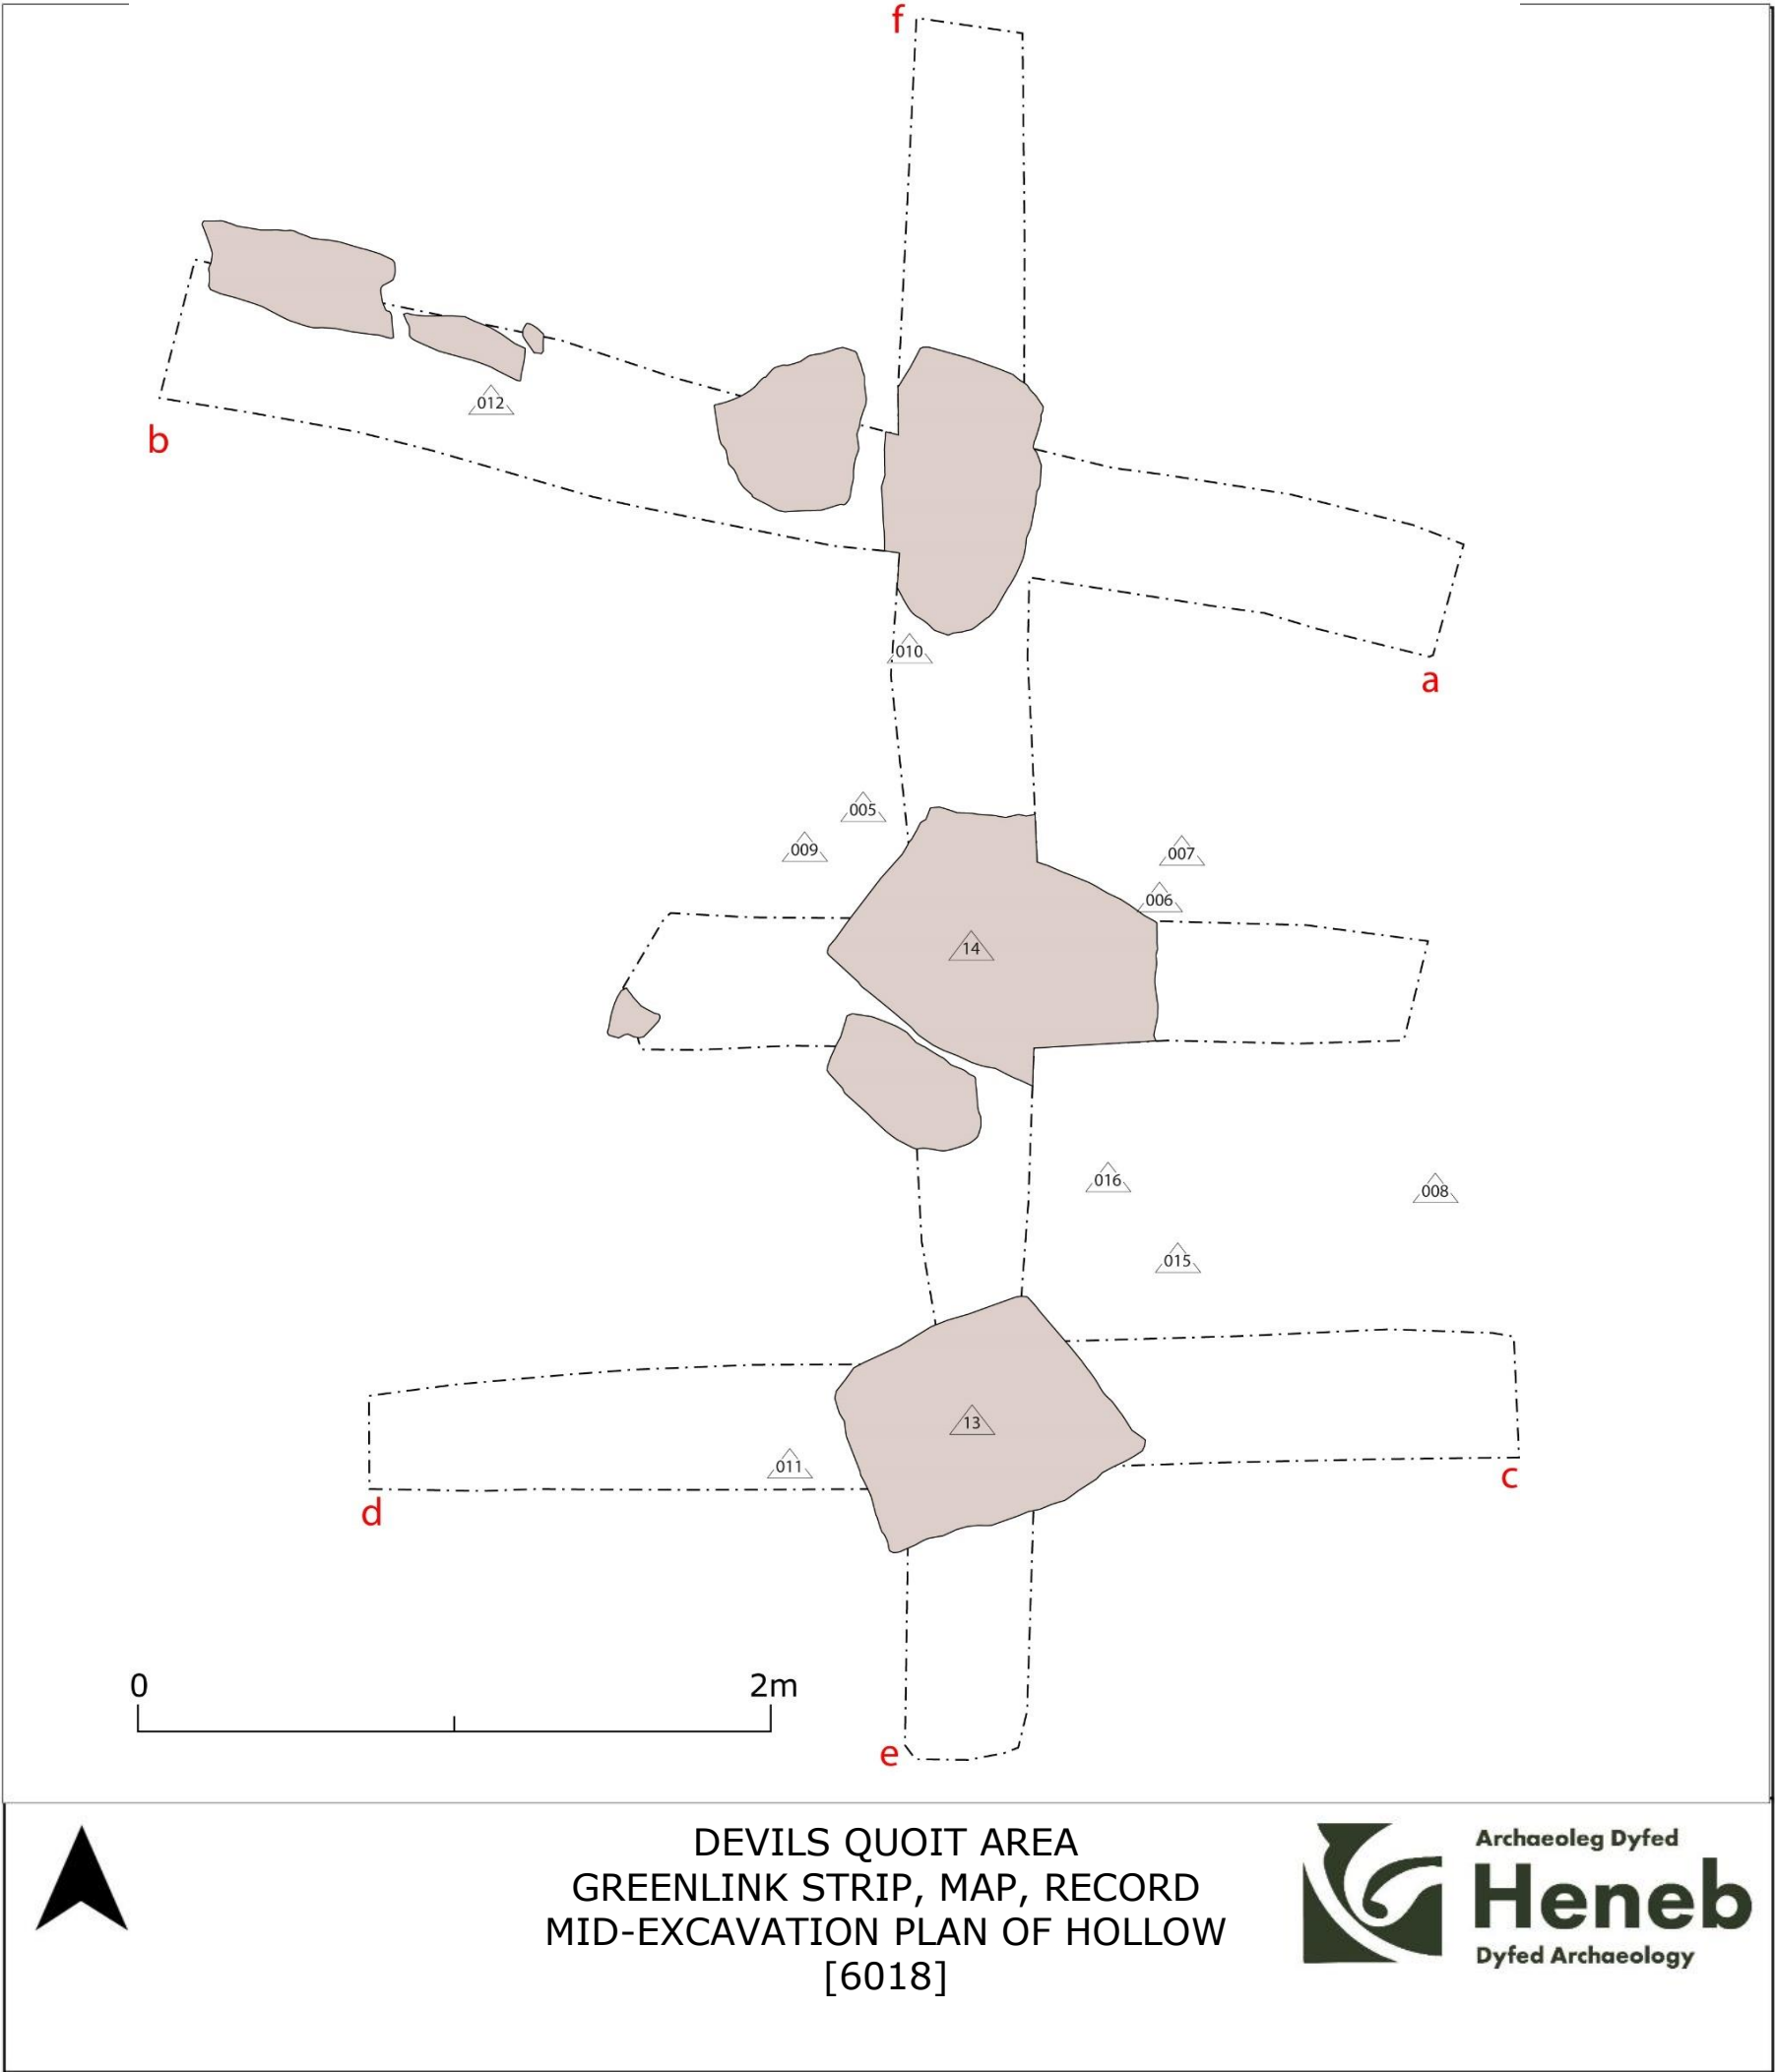 f
012
b
010
a
005
009
007
006
14
016
008
015
13
011
c
d
0
2m
e
DEVILS QUOIT AREA
GREENLINK STRIP, MAP, RECORD
MID-EXCAVATION PLAN OF HOLLOW
[6018]
Archaeoleg Dyfed
Heneb
Dyfed Archaeology